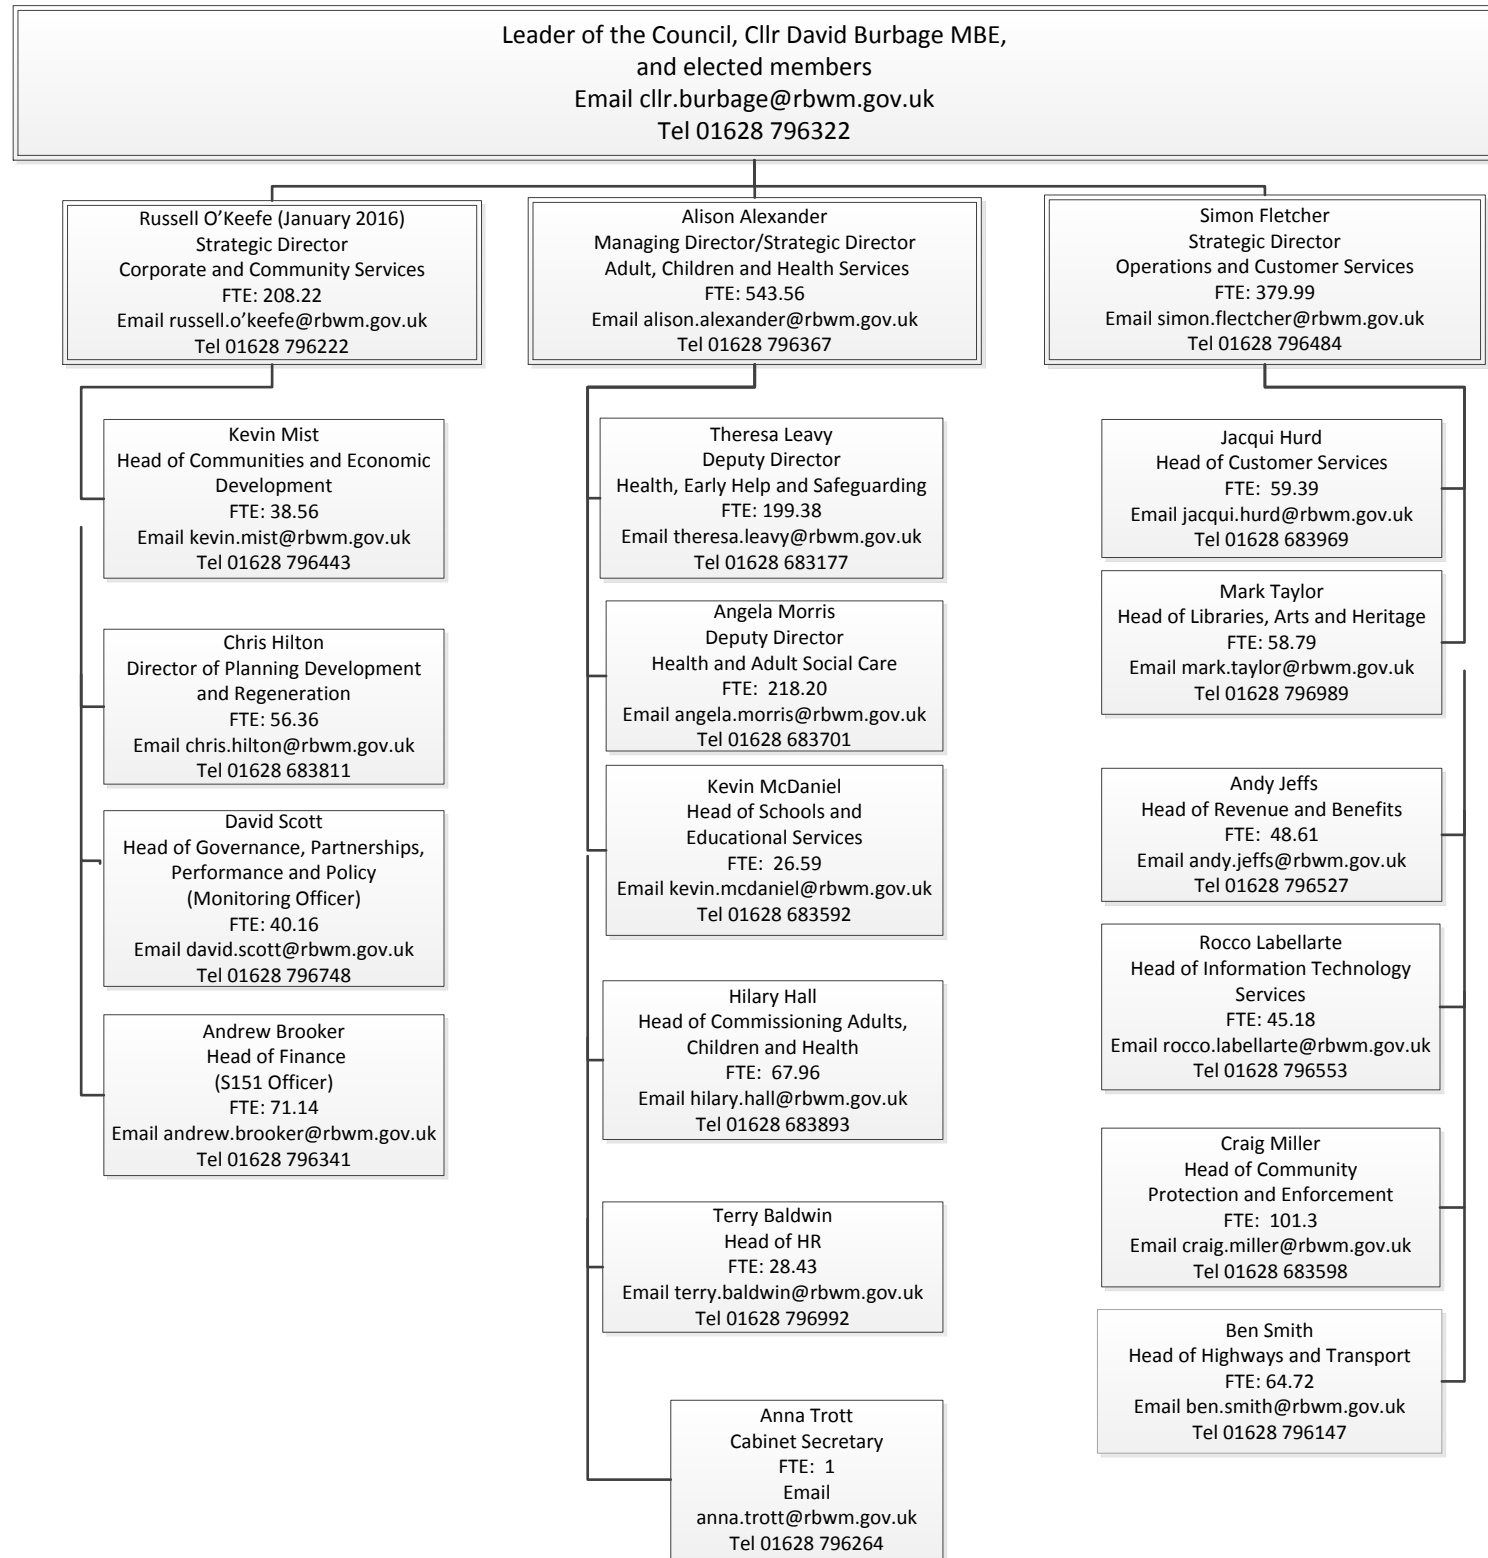 Leader of the Council, Cllr David Burbage MBE,
and elected members
Email cllr.burbage@rbwm.gov.uk
Tel 01628 796322
Russell O’Keefe (January 2016)
Strategic Director
Corporate and Community Services
FTE: 208.22
Email russell.o’keefe@rbwm.gov.uk
Tel 01628 796222
Kevin Mist
Head of Communities and Economic
Development
FTE: 38.56
Email kevin.mist@rbwm.gov.uk
Tel 01628 796443
Chris Hilton
Director of Planning Development
and Regeneration
FTE: 56.36
Email chris.hilton@rbwm.gov.uk
Tel 01628 683811
David Scott
Head of Governance, Partnerships,
Performance and Policy
(Monitoring Officer)
FTE: 40.16
Email david.scott@rbwm.gov.uk
Tel 01628 796748
Andrew Brooker
Head of Finance
(S151 Officer)
FTE: 71.14
Email andrew.brooker@rbwm.gov.uk
Tel 01628 796341
Alison Alexander
Managing Director/Strategic Director
Adult, Children and Health Services
FTE: 543.56
Email alison.alexander@rbwm.gov.uk
Tel 01628 796367
Theresa Leavy
Deputy Director
Health, Early Help and Safeguarding
FTE: 199.38
Email theresa.leavy@rbwm.gov.uk
Tel 01628 683177
Angela Morris
Deputy Director
Health and Adult Social Care
FTE: 218.20
Email angela.morris@rbwm.gov.uk
Tel 01628 683701
Kevin McDaniel
Head of Schools and
Educational Services
FTE: 26.59
Email kevin.mcdaniel@rbwm.gov.uk
Tel 01628 683592
Hilary Hall
Head of Commissioning Adults,
Children and Health
FTE: 67.96
Email hilary.hall@rbwm.gov.uk
Tel 01628 683893
Terry Baldwin
Head of HR
FTE: 28.43
Email terry.baldwin@rbwm.gov.uk
Tel 01628 796992
Anna Trott
Cabinet Secretary
FTE: 1
Email
anna.trott@rbwm.gov.uk
Tel 01628 796264
Simon Fletcher
Strategic Director
Operations and Customer Services
FTE: 379.99
Email simon.flectcher@rbwm.gov.uk
Tel 01628 796484
Jacqui Hurd
Head of Customer Services
FTE: 59.39
Email jacqui.hurd@rbwm.gov.uk
Tel 01628 683969
Mark Taylor
Head of Libraries, Arts and Heritage
FTE: 58.79
Email mark.taylor@rbwm.gov.uk
Tel 01628 796989
Andy Jeffs
Head of Revenue and Benefits
FTE: 48.61
Email andy.jeffs@rbwm.gov.uk
Tel 01628 796527
Rocco Labellarte
Head of Information Technology
Services
FTE: 45.18
Email rocco.labellarte@rbwm.gov.uk
Tel 01628 796553
Craig Miller
Head of Community
Protection and Enforcement
FTE: 101.3
Email craig.miller@rbwm.gov.uk
Tel 01628 683598
Ben Smith
Head of Highways and Transport
FTE: 64.72
Email ben.smith@rbwm.gov.uk
Tel 01628 796147